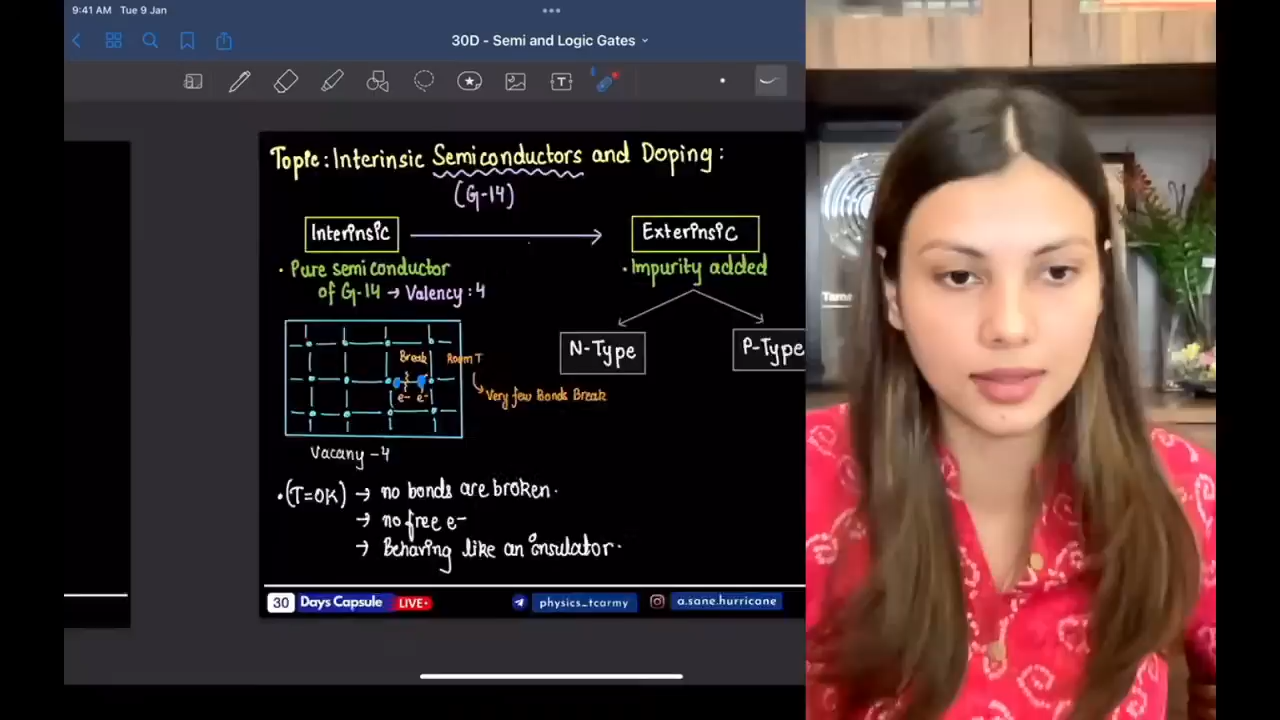 9:41 AM Tue 9 Jan
30D - Semi and Logic Gates
T
Topic: Interinsic Semiconductors and Doping:
(G-14)
Interinsic
Exterinsic
• Pure semi conductor
of G-14 → Valency : 4
• Impurity added
N-Type
P-Type
Break
Room T
e- e-
Very few Bonds Break
Vacany - 4
• (T=0K) → no bonds are broken.
→ no free e-
→ Behaving like an insulator.
30 Days Capsule LIVE
physics_tcarmy
a.sane.hurricane